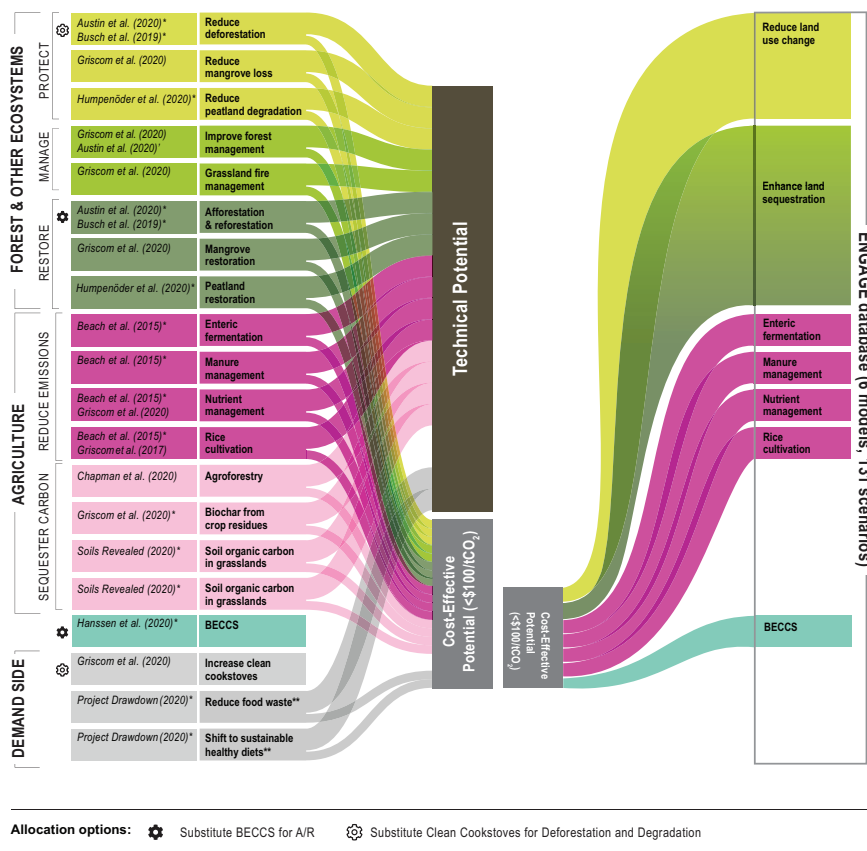 FOREST & OTHER ECOSYSTEMS
PROTECT
Austin et al. (2020)*
Busch et al. (2019)*
Reduce
deforestation
Griscom et al. (2020)
Reduce
mangrove loss
Humpenöder et al. (2020)*
Reduce
peatland degradation
MANAGE
Griscom et al. (2020)
Austin et al. (2020)'
Improve forest
management
Griscom et al. (2020)
Grassland fire
management
RESTORE
Austin et al. (2020)*
Busch et al. (2019)*
Afforestation
& reforestation
Griscom et al. (2020)
Mangrove
restoration
Humpenöder et al. (2020)*
Peatland
restoration
AGRICULTURE
REDUCE EMISSIONS
Beach et al. (2015)*
Enteric
fermentation
Beach et al. (2015)*
Manure
management
Beach et al. (2015)*
Griscom et al. (2020)
Nutrient
management
Beach et al. (2015)*
Griscom et al. (2017)
Rice
cultivation
SEQUESTER CARBON
Chapman et al. (2020)
Agroforestry
Griscom et al. (2020)*
Biochar from
crop residues
Soils Revealed (2020)*
Soil organic carbon
in grasslands
Soils Revealed (2020)*
Soil organic carbon
in grasslands
Hanssen et al. (2020)*
BECCS
DEMAND SIDE
Griscom et al. (2020)
Increase clean
cookstoves
Project Drawdown (2020)*
Reduce food waste**
Project Drawdown (2020)*
Shift to sustainable
healthy diets**
Technical Potential
Cost-Effective
Potential (<$100/tCO₂)
Cost-Effective
Potential
(<$100/tCO₂)
Reduce land
use change
Enhance land
sequestration
Enteric
fermentation
Manure
management
Nutrient
management
Rice
cultivation
BECCS
ENGAGE database (6 models, 131 scenarios)
Allocation options:
Substitute BECCS for A/R
Substitute Clean Cookstoves for Deforestation and Degradation